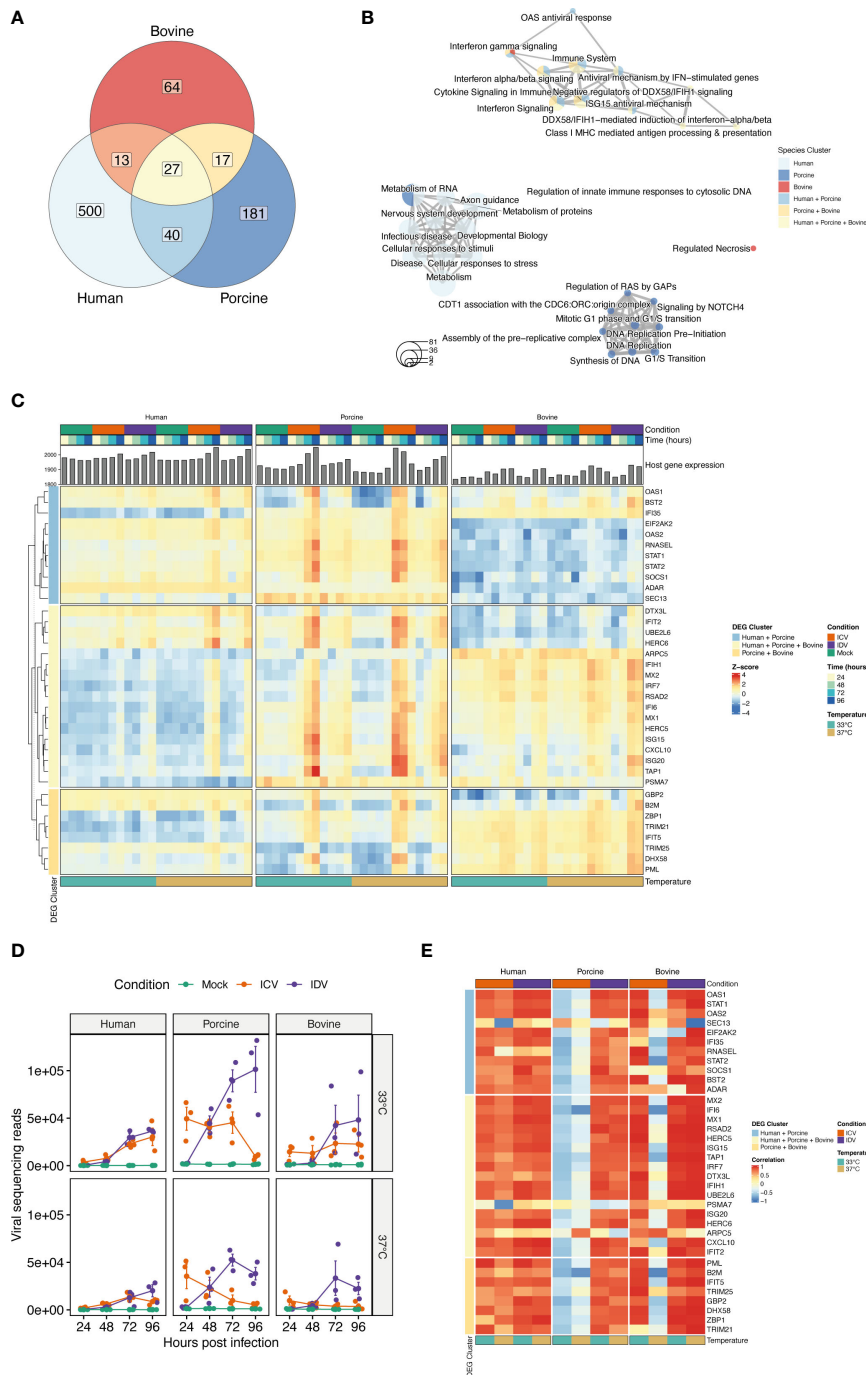 A
Bovine
64
13
17
27
500
181
40
Human
Porcine
B
OAS antiviral response
Interferon gamma signaling
Immune System
Interferon alpha/beta signaling
Antiviral mechanism by IFN-stimulated genes
Cytokine Signaling in Immune
Negative regulators of DDX58/IFIH1 signaling
Interferon Signaling
ISG15 antiviral mechanism
DDX58/IFIH1-mediated induction of interferon-alpha/beta
Class I MHC mediated antigen processing & presentation
Species Cluster
Human
Porcine
Bovine
Human + Porcine
Porcine + Bovine
Human + Porcine + Bovine
Metabolism of RNA
Axon guidance
Regulation of innate immune responses to cytosolic DNA
Nervous system development
Metabolism of proteins
Infectious disease
Developmental Biology
Cellular responses to stimuli
Disease
Cellular responses to stress
Metabolism
Regulated Necrosis
Regulation of RAS by GAPs
CDT1 association with the CDC6:ORC:origin complex
Signaling by NOTCH4
Mitotic G1 phase and G1/S transition
Assembly of the pre-replicative complex
DNA Replication Pre-Initiation
DNA Replication
Synthesis of DNA
G1/S Transition
81
36
9
2
C
Human
Porcine
Bovine
Condition
Time (hours)
2000
1900
1800
Host gene expression
OAS1
BST2
IFI35
EIF2AK2
OAS2
RNASEL
STAT1
STAT2
SOCS1
ADAR
SEC13
DTX3L
IFIT2
UBE2L6
HERC6
ARPC5
IFIH1
MX2
IRF7
RSAD2
IFI6
MX1
HERC5
ISG15
CXCL10
ISG20
TAP1
PSMA7
GBP2
B2M
ZBP1
TRIM21
IFIT5
TRIM25
DHX58
PML
Temperature
DEG Cluster
DEG Cluster
Human + Porcine
Human + Porcine + Bovine
Porcine + Bovine
Z-score
4
2
0
−2
−4
Condition
ICV
IDV
Mock
Time (hours)
24
48
72
96
Temperature
33°C
37°C
D
Condition
Mock
ICV
IDV
Human
Porcine
Bovine
1e+05
5e+04
0e+00
33°C
1e+05
5e+04
0e+00
37°C
Viral sequencing reads
24 48 72 96
24 48 72 96
24 48 72 96
Hours post infection
E
Human
Porcine
Bovine
Condition
OAS1
STAT1
OAS2
SEC13
EIF2AK2
IFI35
RNASEL
STAT2
SOCS1
BST2
ADAR
MX2
IFI6
MX1
RSAD2
HERC5
ISG15
TAP1
IRF7
DTX3L
IFIH1
UBE2L6
PSMA7
ISG20
HERC6
ARPC5
CXCL10
IFIT2
PML
B2M
IFIT5
TRIM25
GBP2
DHX58
ZBP1
TRIM21
Temperature
DEG Cluster
DEG Cluster
Human + Porcine
Human + Porcine + Bovine
Porcine + Bovine
Correlation
1
0.5
0
−0.5
−1
Condition
ICV
IDV
Temperatu
33°C
37°C